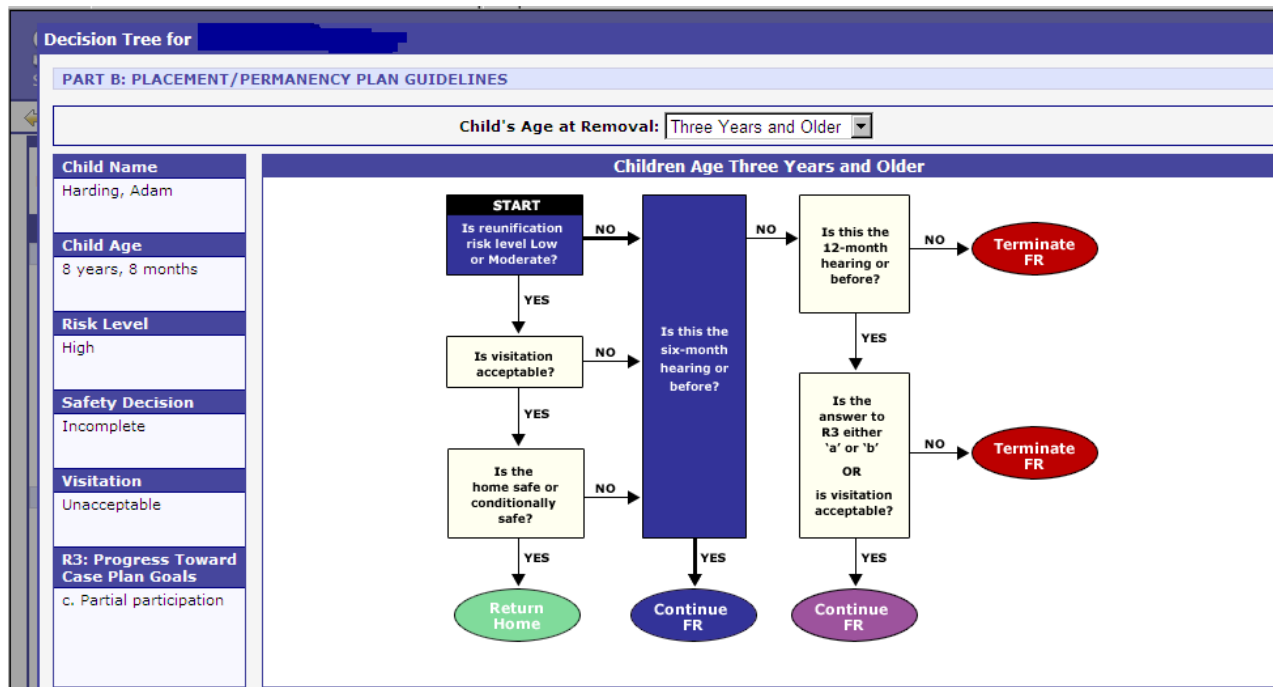 Decision Tree for
PART B: PLACEMENT/PERMANENCY PLAN GUIDELINES
Child's Age at Removal: Three Years and Older
Child Name
Harding, Adam
Child Age
8 years, 8 months
Risk Level
High
Safety Decision
Incomplete
Visitation
Unacceptable
R3: Progress Toward
Case Plan Goals
c. Partial participation
Children Age Three Years and Older
START
Is reunification
risk level Low
or Moderate?
NO
YES
Is visitation
acceptable?
NO
YES
Is the
home safe or
conditionally
safe?
NO
YES
Return
Home
Is this the
six-month
hearing or
before?
NO
YES
Continue
FR
Is this the
12-month
hearing or
before?
NO
Terminate
FR
YES
Is the
answer to
R3 either
‘a’ or ‘b’
OR
is visitation
acceptable?
NO
Terminate
FR
YES
Continue
FR